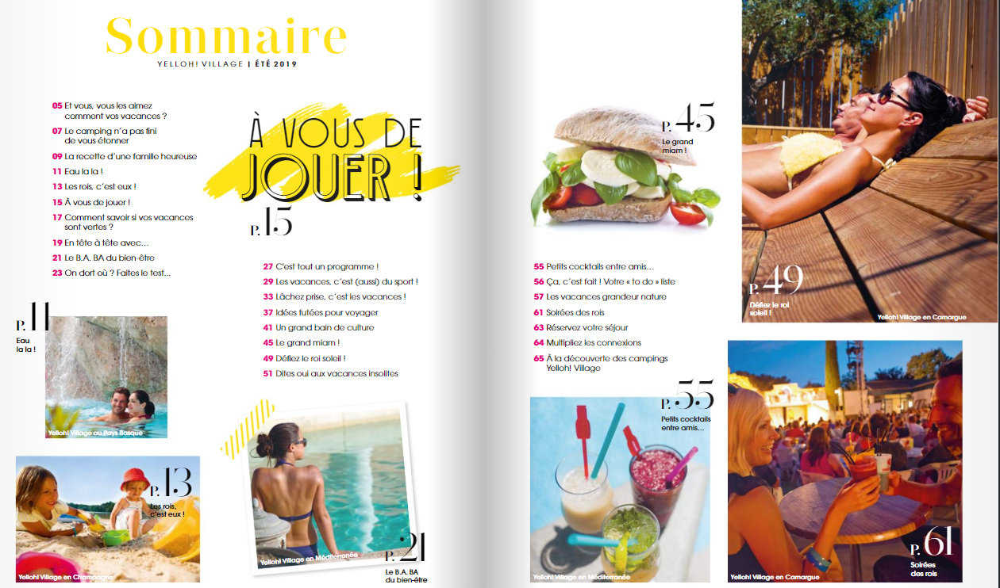 Sommaire
YELLOH! VILLAGE | ÉTÉ 2019
05 Et vous, vous les aimez
comment vos vacances ?
07 Le camping n’a pas fini
de vous étonner
09 La recette d’une famille heureuse
11 Eau la la !
13 Les rois, c’est eux !
15 À vous de jouer !
17 Comment savoir si vos vacances
sont vertes ?
19 En tête à tête avec...
21 Le B.A. BA du bien-être
23 On dort où ? Faites le test...
À VOUS DE
JOUER !
P.15
27 C'est tout un programme !
29 Les vacances, c’est (aussi) du sport !
33 Lâchez prise, c’est les vacances !
37 Idées futées pour voyager
41 Un grand bain de culture
45 Le grand miam !
49 Défiez le roi soleil !
51 Dites oui aux vacances insolites
P.11
Eau
la la !
Yelloh! Village au Pays Basque
P.13
Les rois,
c’est eux !
Yelloh! Village en Champagne
Yelloh! Village en Méditerranée
P.21
Le B.A. BA
du bien-être
P.45
Le grand
miam !
55 Petits cocktails entre amis...
56 Ça, c’est fait ! Votre « to do » liste
57 Les vacances grandeur nature
61 Soirées des rois
63 Réservez votre séjour
64 Multipliez les connexions
65 À la découverte des campings
Yelloh! Village
P.49
Défiez le roi
soleil !
Yelloh! Village en Camargue
P.55
Petits cocktails
entre amis...
Yelloh! Village en Méditerranée
P.61
Soirées
des rois
Yelloh! Village en Camargue